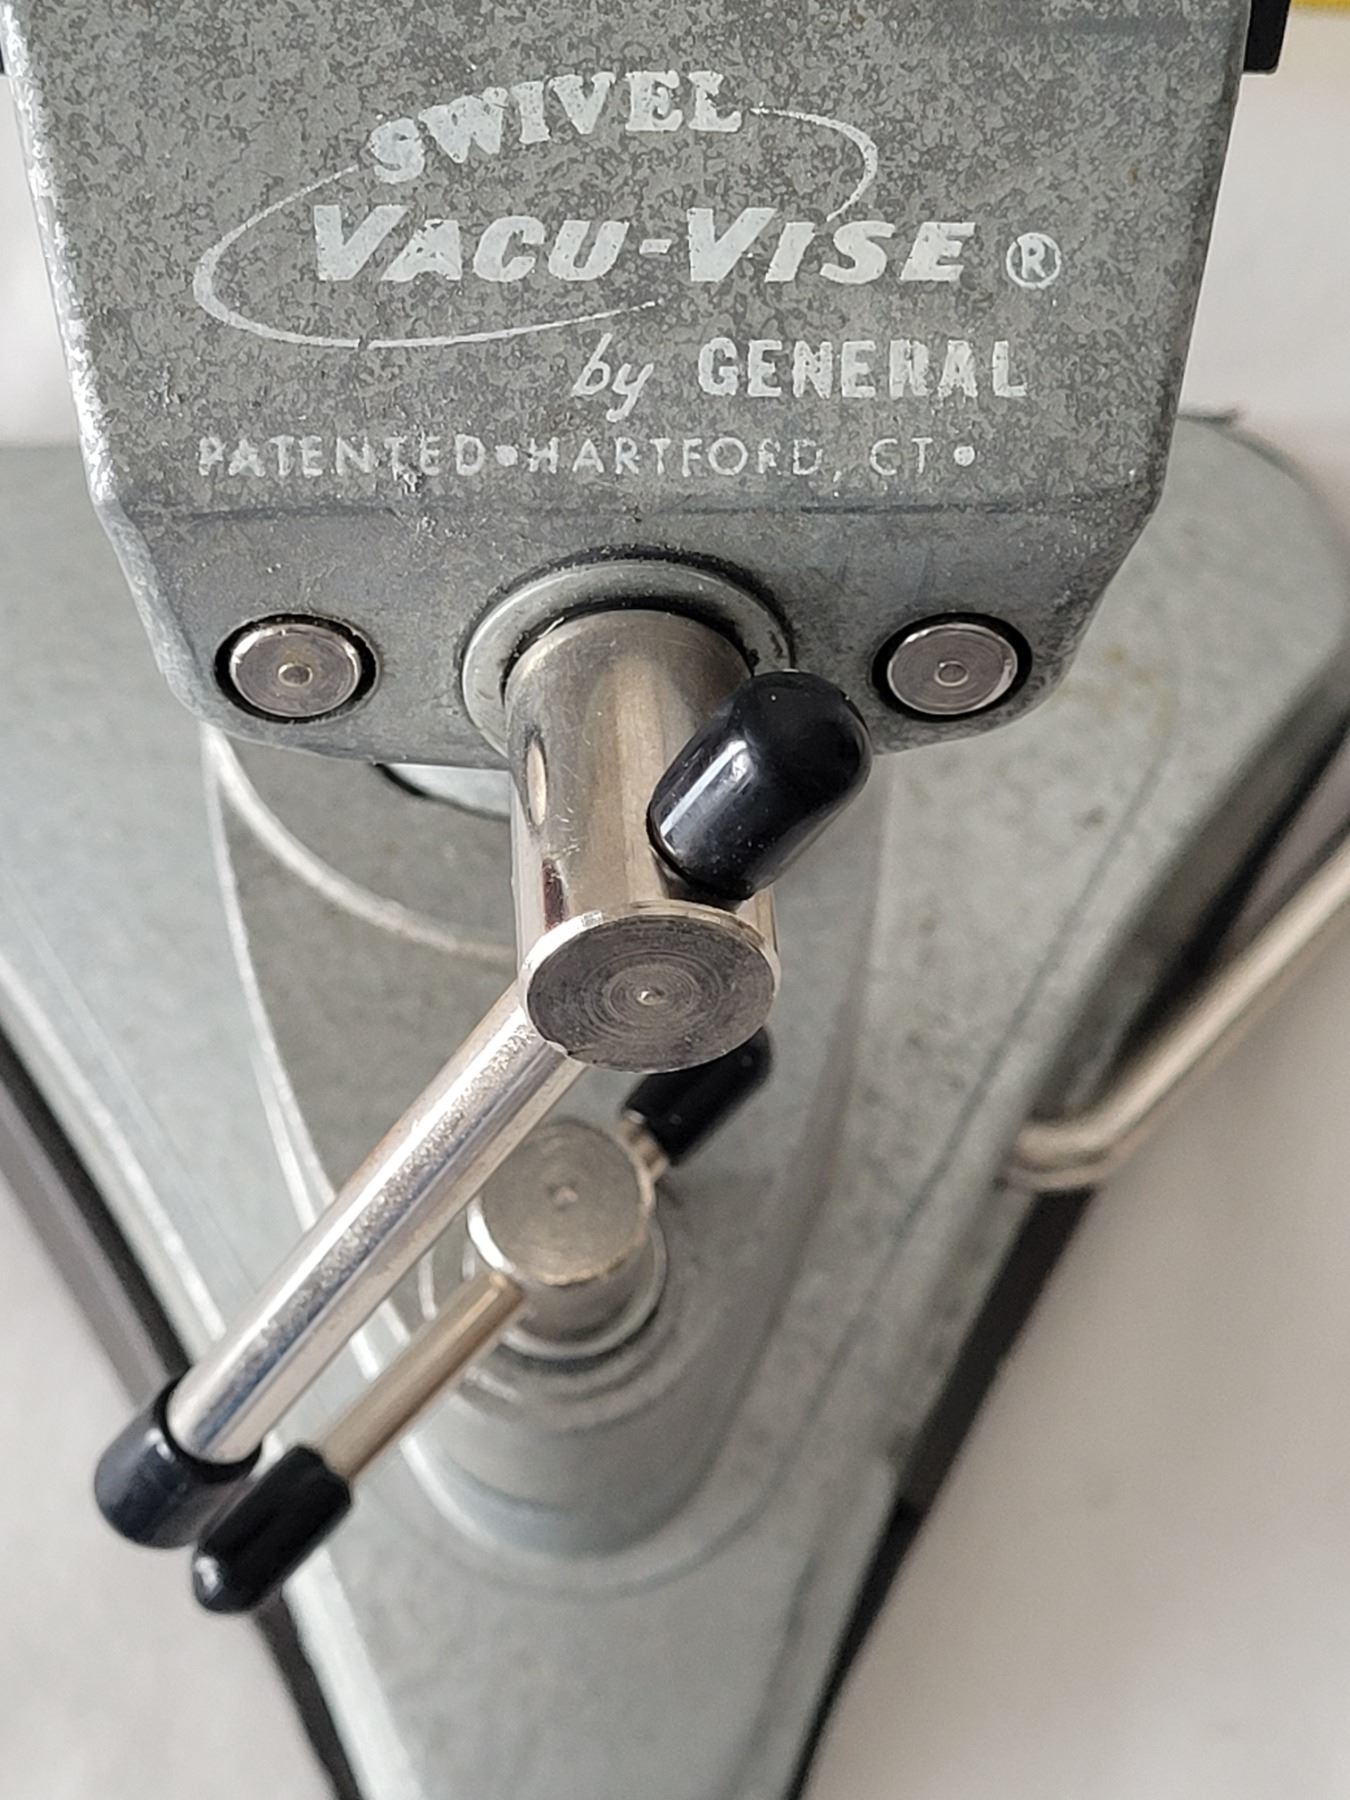 SWIVEL
VACU-VISE ®
by GENERAL
PATENTED • HARTFORD, CT •